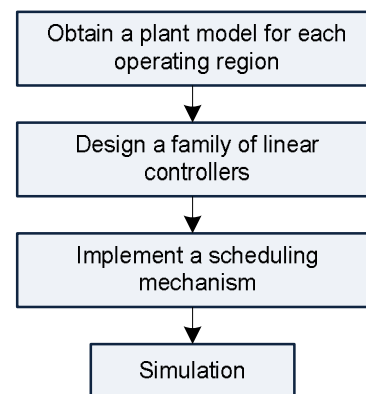 Obtain a plant model for each
operating region
Design a family of linear
controllers
Implement a scheduling
mechanism
Simulation